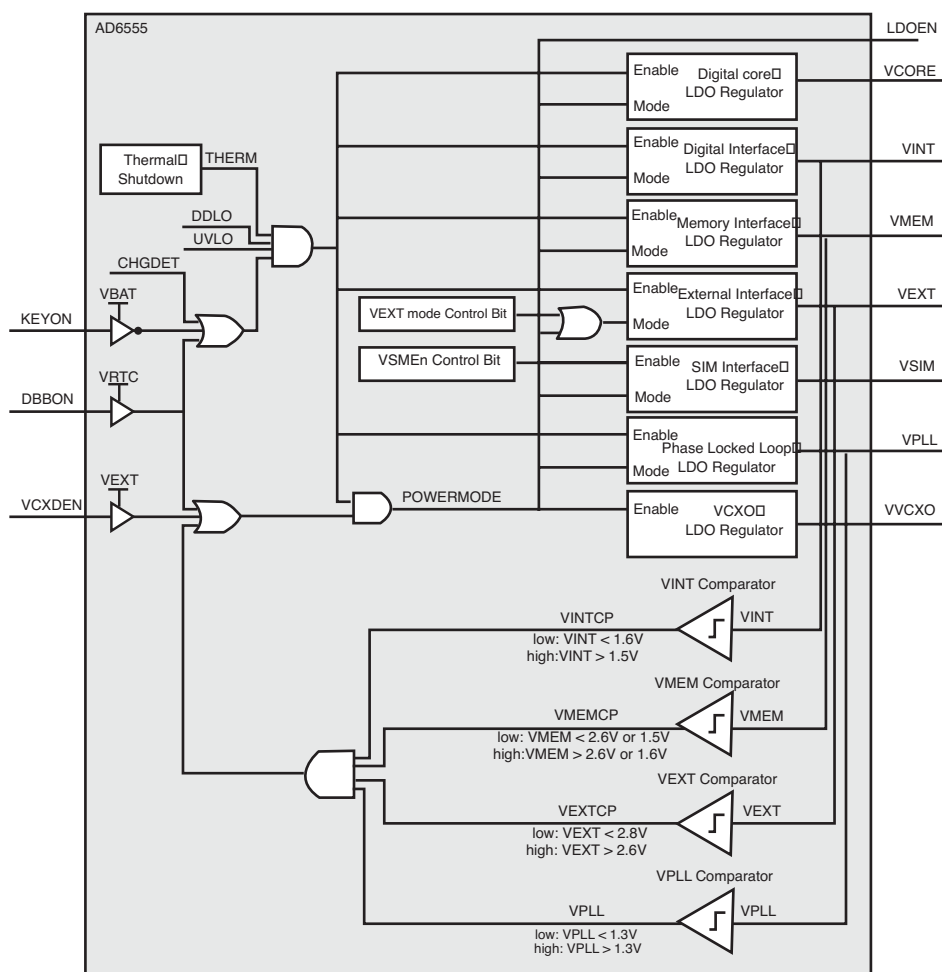 AD6555
LDOEN
Enable
Digital core
LDO Regulator
Mode
VCORE
Thermal
Shutdown
THERM
Enable
Digital Interface
LDO Regulator
Mode
VINT
DDLO
UVLO
Enable
Memory Interface
LDO Regulator
Mode
VMEM
CHGDET
VBAT
KEYON
VEXT mode Control Bit
Enable
External Interface
LDO Regulator
Mode
VEXT
VSMEn Control Bit
Enable
SIM Interface
LDO Regulator
Mode
VSIM
VRTC
DBBON
Enable
Phase Locked Loop
LDO Regulator
Mode
VPLL
VEXT
VCXDEN
POWERMODE
Enable
VCXO
LDO Regulator
VVCXO
VINT Comparator
VINTCP
VINT
low: VINT < 1.6V
high:VINT > 1.5V
VMEM Comparator
VMEMCP
VMEM
low: VMEM < 2.6V or 1.5V
high:VMEM > 2.6V or 1.6V
VEXT Comparator
VEXTCP
VEXT
low: VEXT < 2.8V
high: VEXT > 2.6V
VPLL Comparator
VPLL
VPLL
low: VPLL < 1.3V
high: VPLL > 1.3V